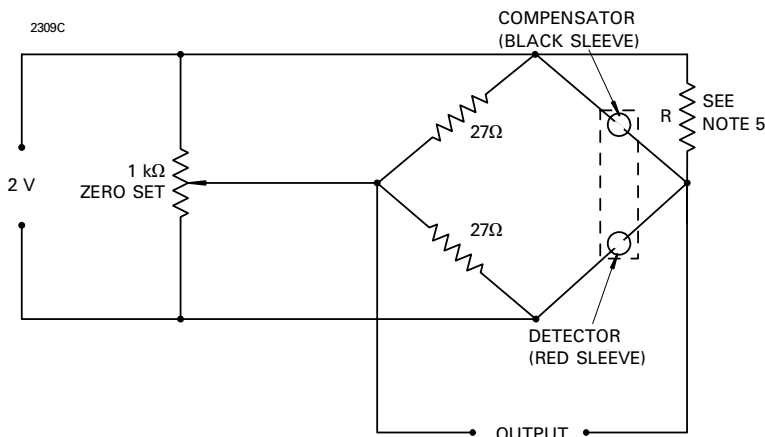 2309C
COMPENSATOR
(BLACK SLEEVE)
27Ω
R
SEE
NOTE 5
1 kΩ
ZERO SET
2 V
27Ω
DETECTOR
(RED SLEEVE)
OUTPUT